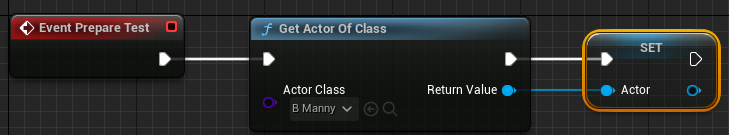 Event Prepare Test
f Get Actor Of Class
SET
Actor Class
B Manny
Return Value
Actor